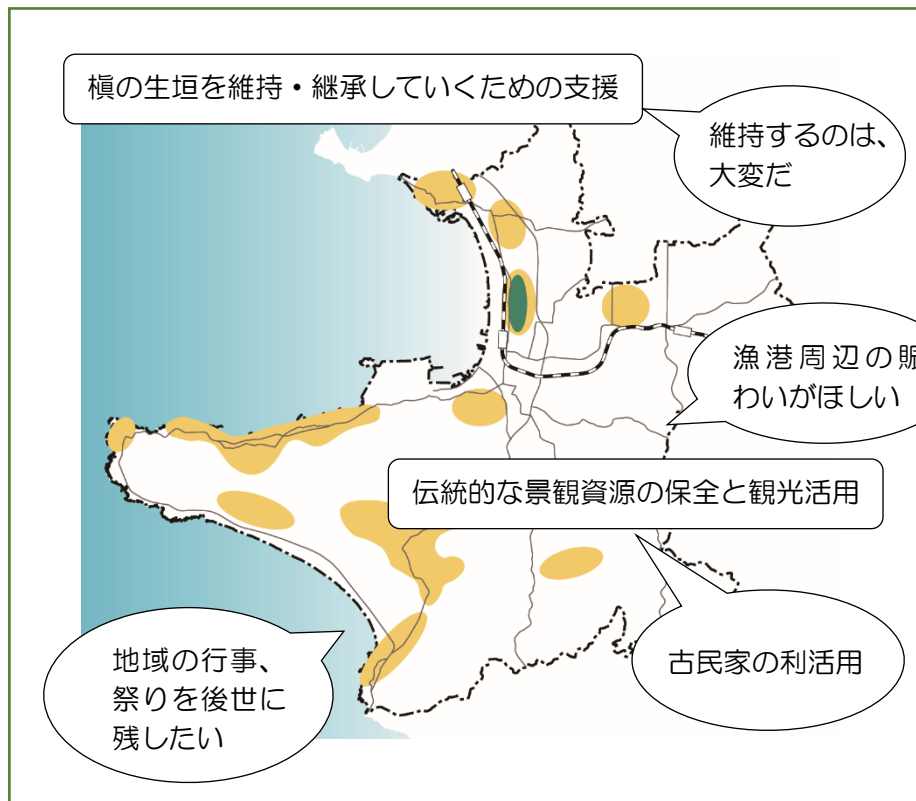 槇の生垣を維持・継承していくための支援
維持するのは、
大変だ
漁港周辺の賑
わいがほしい
伝統的な景観資源の保全と観光活用
古民家の利活用
地域の行事、
祭りを後世に
残したい